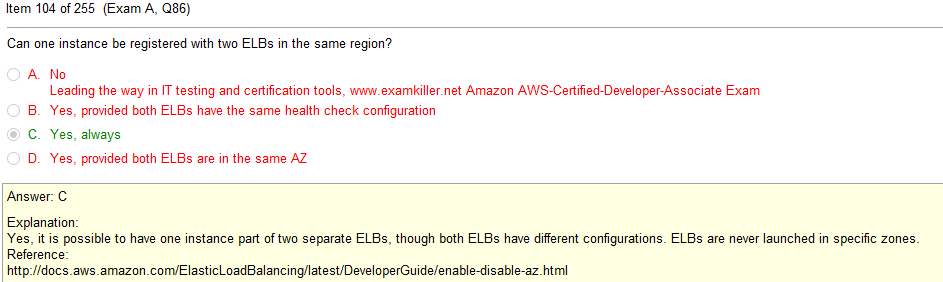 Item 104 of 255 (Exam A, Q86)
Can one instance be registered with two ELBs in the same region?
A. No
Leading the way in IT testing and certification tools, www.examkiller.net Amazon AWS-Certified-Developer-Associate Exam
B. Yes, provided both ELBs have the same health check configuration
C. Yes, always
D. Yes, provided both ELBs are in the same AZ
Answer: C
Explanation:
Yes, it is possible to have one instance part of two separate ELBs, though both ELBs have different configurations. ELBs are never launched in specific zones.
Reference:
http://docs.aws.amazon.com/ElasticLoadBalancing/latest/DeveloperGuide/enable-disable-az.html